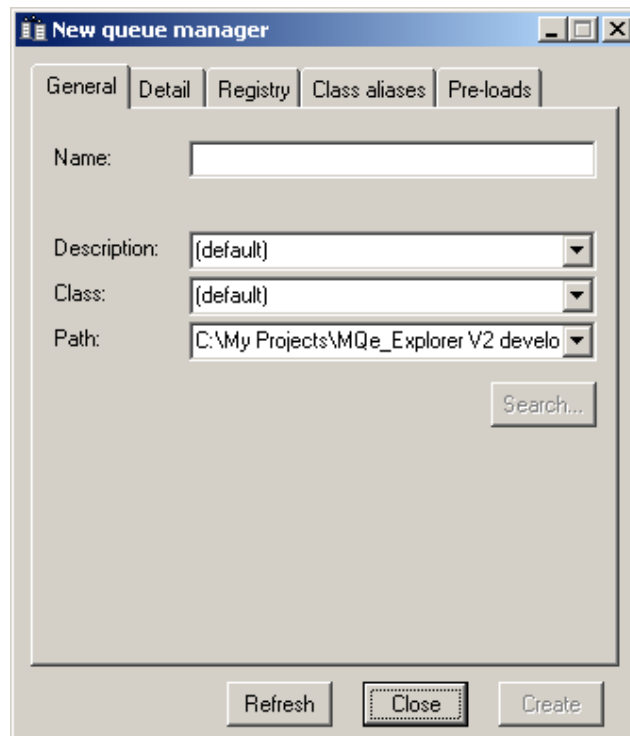 New queue manager
General Detail Registry Class aliases Pre-loads
Name:
Description: (default)
Class: (default)
Path: C:\My Projects\MQe_Explorer V2 develo
Search...
Refresh Close Create